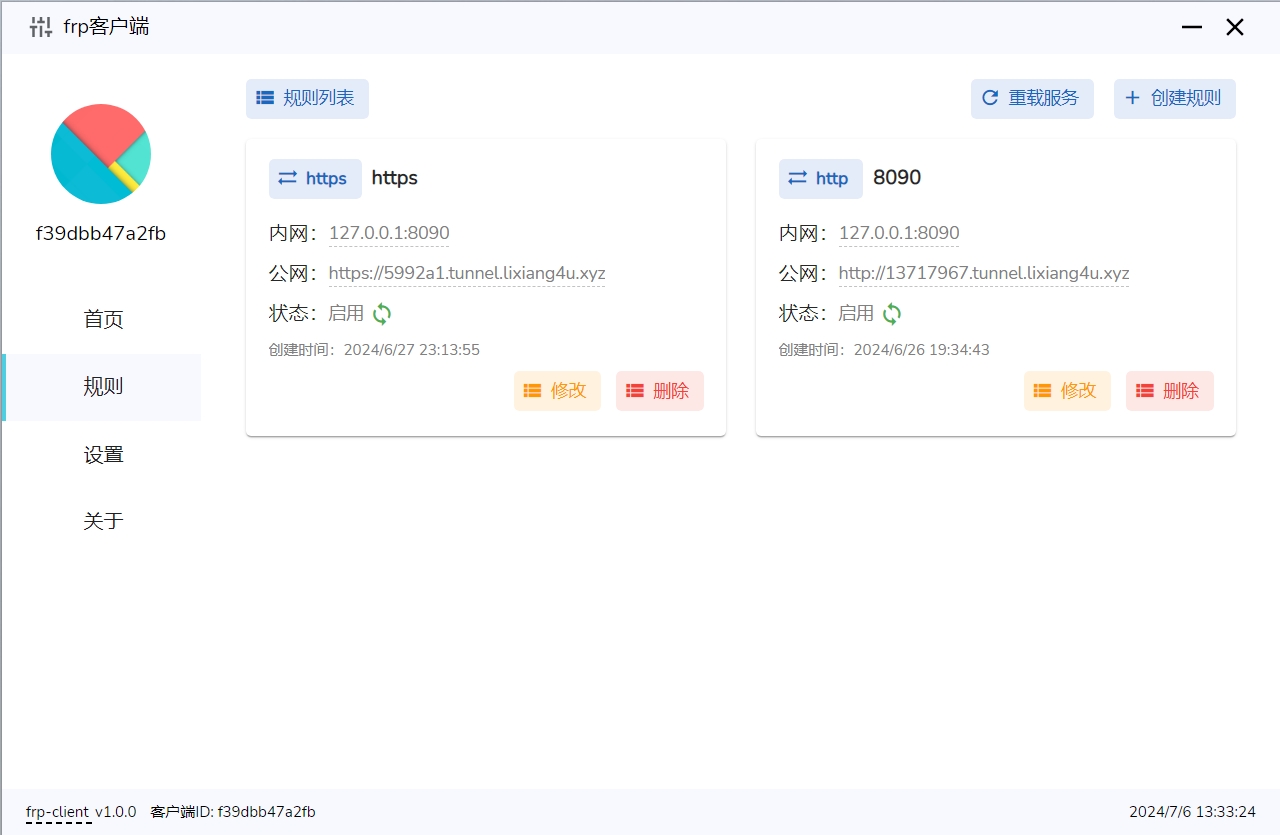 frp客户端
f39dbb47a2fb
首页
规则
设置
关于
规则列表
重载服务
创建规则
https https
内网：127.0.0.1:8090
公网：https://5992a1.tunnel.lixiang4u.xyz
状态：启用
创建时间：2024/6/27 23:13:55
修改 删除
http 8090
内网：127.0.0.1:8090
公网：http://13717967.tunnel.lixiang4u.xyz
状态：启用
创建时间：2024/6/26 19:34:43
修改 删除
frp-client v1.0.0 客户端ID: f39dbb47a2fb
2024/7/6 13:33:24